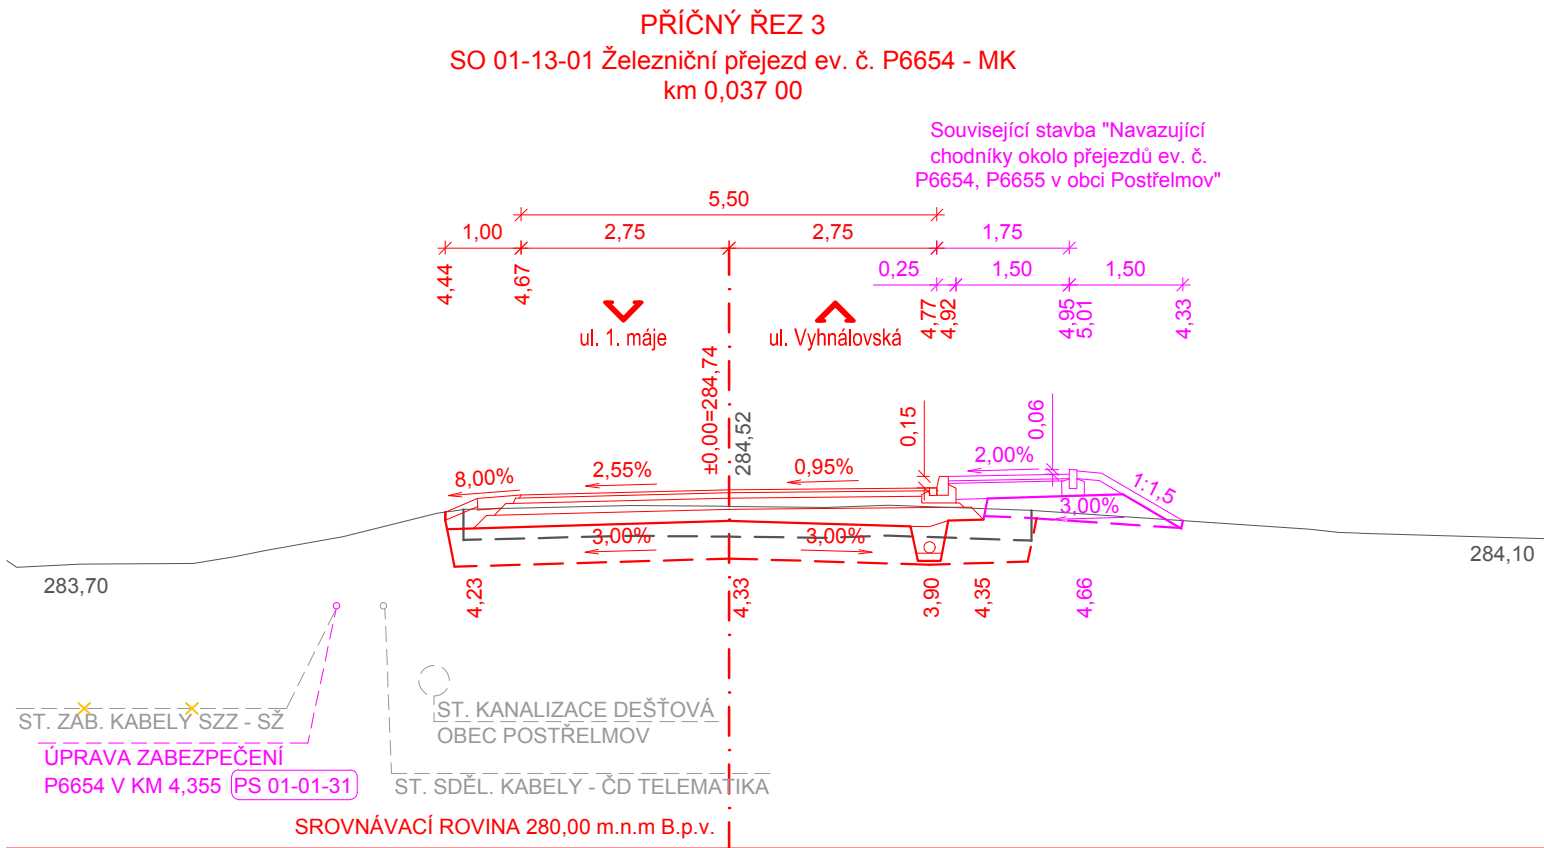 PŘÍČNÝ ŘEZ 3
SO 01-13-01 Železniční přejezd ev. č. P6654 - MK
km 0,037 00
Související stavba "Navazující
chodníky okolo přejezdů ev. č.
P6654, P6655 v obci Postřelmov"
5,50
1,00 2,75 2,75 1,75
0,25 1,50 1,50
4,44 4,67 4,77 4,92 4,95 5,01 4,33
ul. 1. máje ul. Vyhnálovská
±0,00=284,74
284,52
0,15 0,06
8,00% 2,55% 0,95% 2,00% 1:1,5
3,00% 3,00% 3,00%
283,70 284,10
4,23 4,33 3,90 4,35 4,66
ST. ZAB. KABELY SZZ - SŽ
ÚPRAVA ZABEZPEČENÍ
P6654 V KM 4,355 PS 01-01-31
ST. KANALIZACE DEŠŤOVÁ
OBEC POSTŘELMOV
ST. SDĚL. KABELY - ČD TELEMATIKA
SROVNÁVACÍ ROVINA 280,00 m.n.m B.p.v.